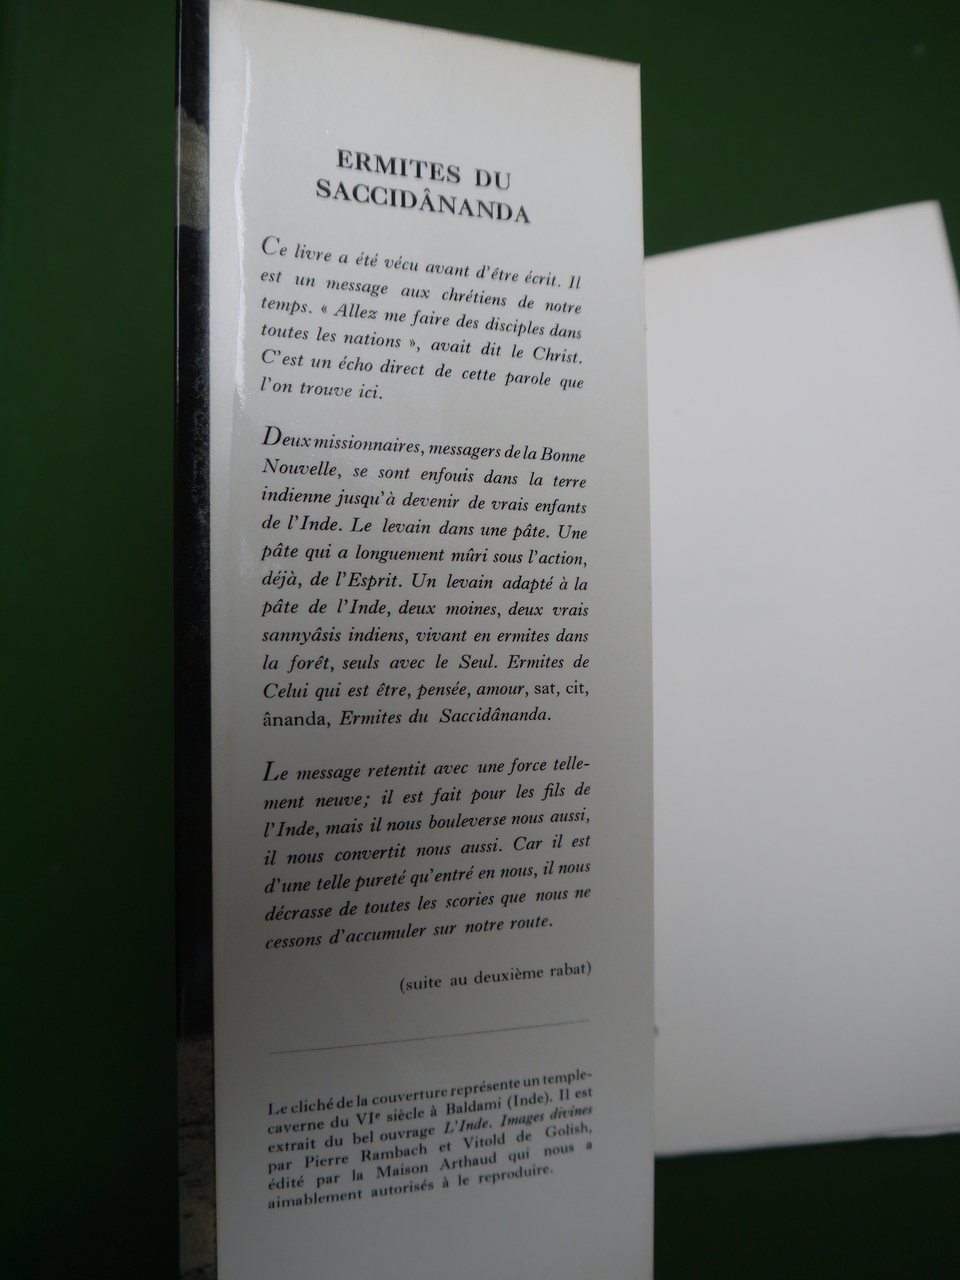 ERMITES DU
SACCIDÂNANDA
Ce livre a été vécu avant d'être écrit. Il
est un message aux chrétiens de notre
temps. « Allez me faire des disciples dans
toutes les nations », avait dit le Christ.
C'est un écho direct de cette parole que
l'on trouve ici.
Deux missionnaires, messagers de la Bonne
Nouvelle, se sont enfouis dans la terre
indienne jusqu'à devenir de vrais enfants
de l'Inde. Le levain dans une pâte. Une
pâte qui a longuement mûri sous l'action,
déjà, de l'Esprit. Un levain adapté à la
pâte de l'Inde, deux moines, deux vrais
sannyâsis indiens, vivant en ermites dans
la forêt, seuls avec le Seul. Ermites de
Celui qui est être, pensée, amour, sat, cit,
ânanda, Ermites du Saccidânanda.
Le message retentit avec une force telle-
ment neuve; il est fait pour les fils de
l'Inde, mais il nous bouleverse nous aussi,
il nous convertit nous aussi. Car il est
d'une telle pureté qu'entré en nous, il nous
décrasse de toutes les scories que nous ne
cessons d'accumuler sur notre route.
(suite au deuxième rabat)
Le cliché de la couverture représente un temple-
caverne du VIe siècle à Baldami (Inde). Il est
extrait du bel ouvrage L'Inde. Images divines
par Pierre Rambach et Vitold de Golish,
édité par la Maison Arthaud qui nous a
aimablement autorisés à le reproduire.